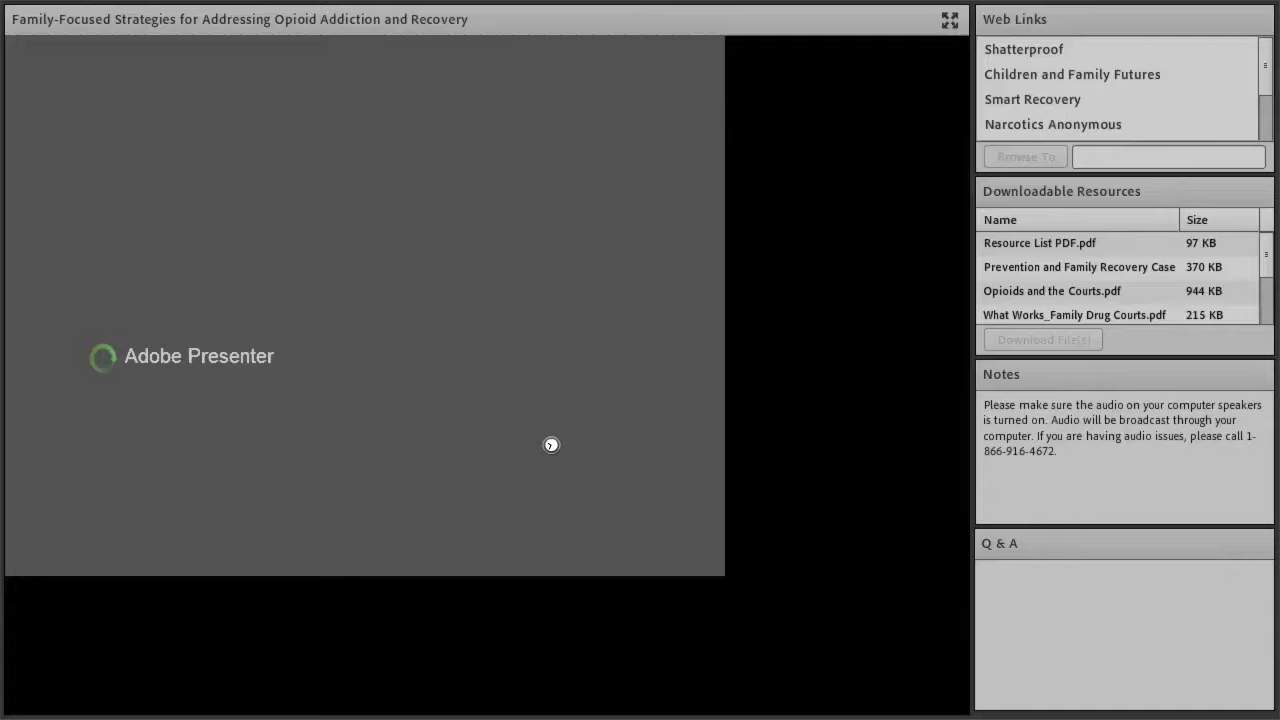 Family-Focused Strategies for Addressing Opioid Addiction and Recovery
Adobe Presenter
Web Links
Shatterproof
Children and Family Futures
Smart Recovery
Narcotics Anonymous
Browse To
Downloadable Resources
Name Size
Resource List PDF.pdf 97 KB
Prevention and Family Recovery Case 370 KB
Opioids and the Courts.pdf 944 KB
What Works_Family Drug Courts.pdf 215 KB
Download File(s)
Notes
Please make sure the audio on your computer speakers
is turned on. Audio will be broadcast through your
computer. If you are having audio issues, please call 1-
866-916-4672.
Q & A